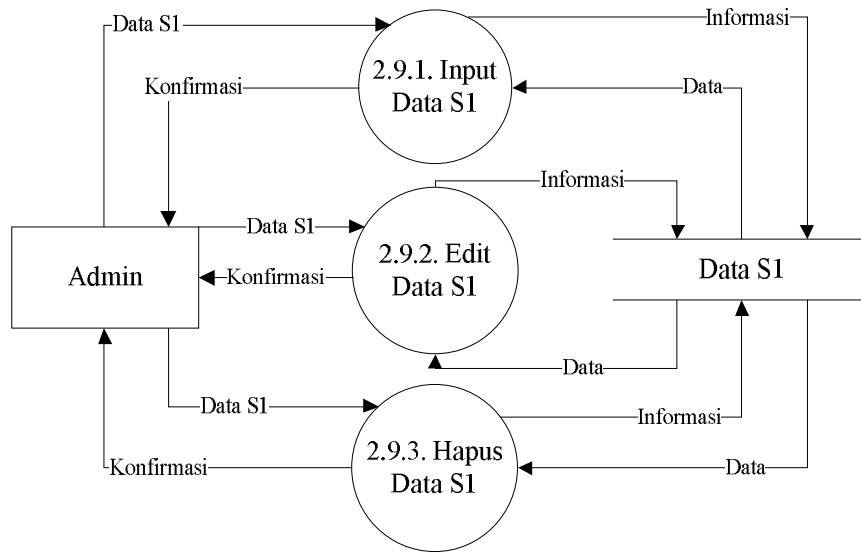 Data S1
Informasi
2.9.1. Input
Data S1
Konfirmasi
Data
Informasi
Data S1
2.9.2. Edit
Data S1
Konfirmasi
Admin
Data S1
Data
Data S1
Informasi
2.9.3. Hapus
Data S1
Konfirmasi
Data